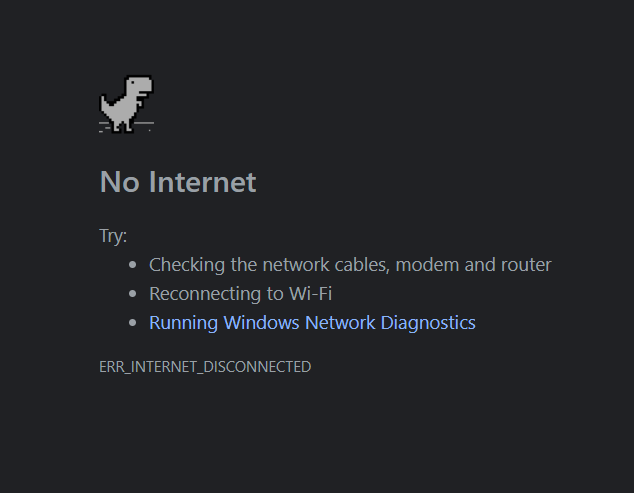 No Internet
Try:
Checking the network cables, modem and router
Reconnecting to Wi-Fi
Running Windows Network Diagnostics
ERR_INTERNET_DISCONNECTED